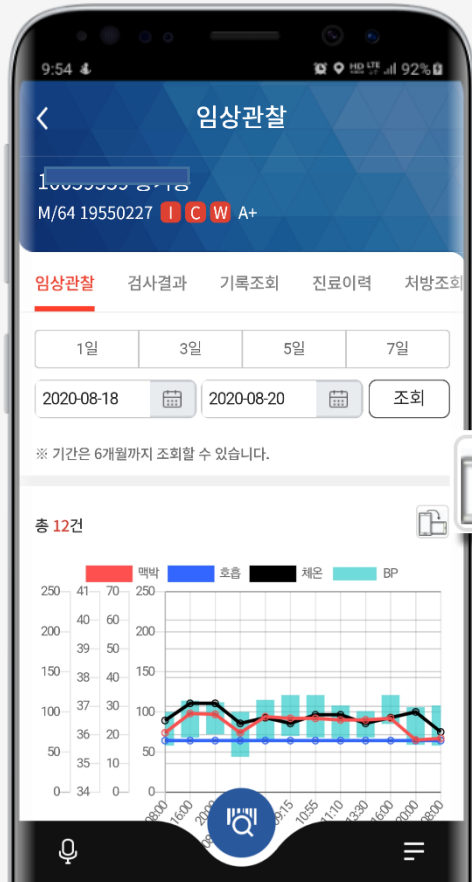 9:54 HD LTE 92%
임상관찰
M/64 19550227 I C W A+
임상관찰 검사결과 기록조회 진료이력 처방조회
1일 3일 5일 7일
2020-08-18 2020-08-20 조회
※ 기간은 6개월까지 조회할 수 있습니다.
총 12건
맥박 호흡 체온 BP
250 41 70 250
40 60
200 39 50 200
150 38 40 150
100 37 30 100
36 20
50 35 10 50
0 34 0 0
08:00 16:00 20:00 09:15 10:55 11:10 13:30 16:00 20:00 08:00